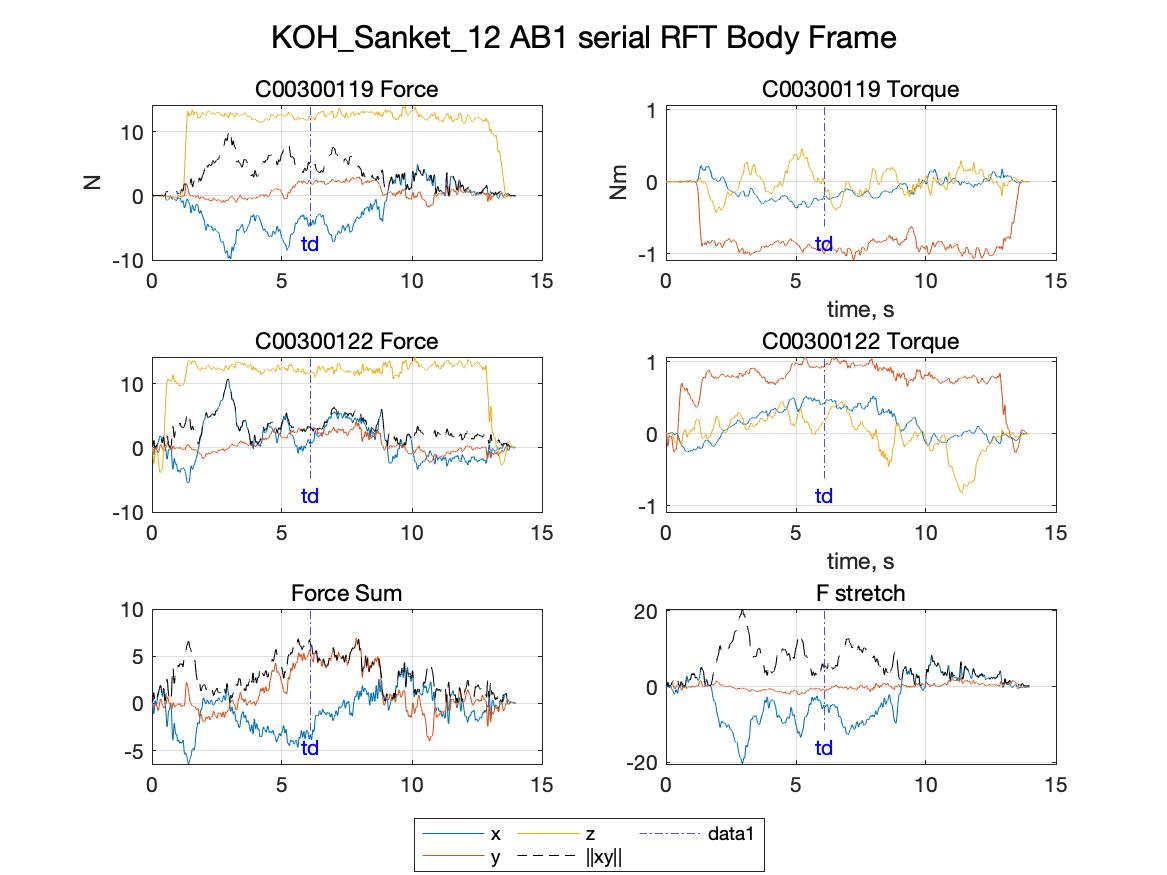 KOH_Sanket_12 AB1 serial RFT Body Frame
C00300119 Force
C00300119 Torque
N
10
0
-10
td
0 5 10 15
Nm
1
0
-1
td
0 5 10 15
time, s
C00300122 Force
C00300122 Torque
10
0
-10
td
0 5 10 15
1
0
-1
td
0 5 10 15
time, s
Force Sum
F stretch
10
5
0
-5
td
0 5 10 15
20
0
-20
td
0 5 10 15
x z data1
y ||xy||